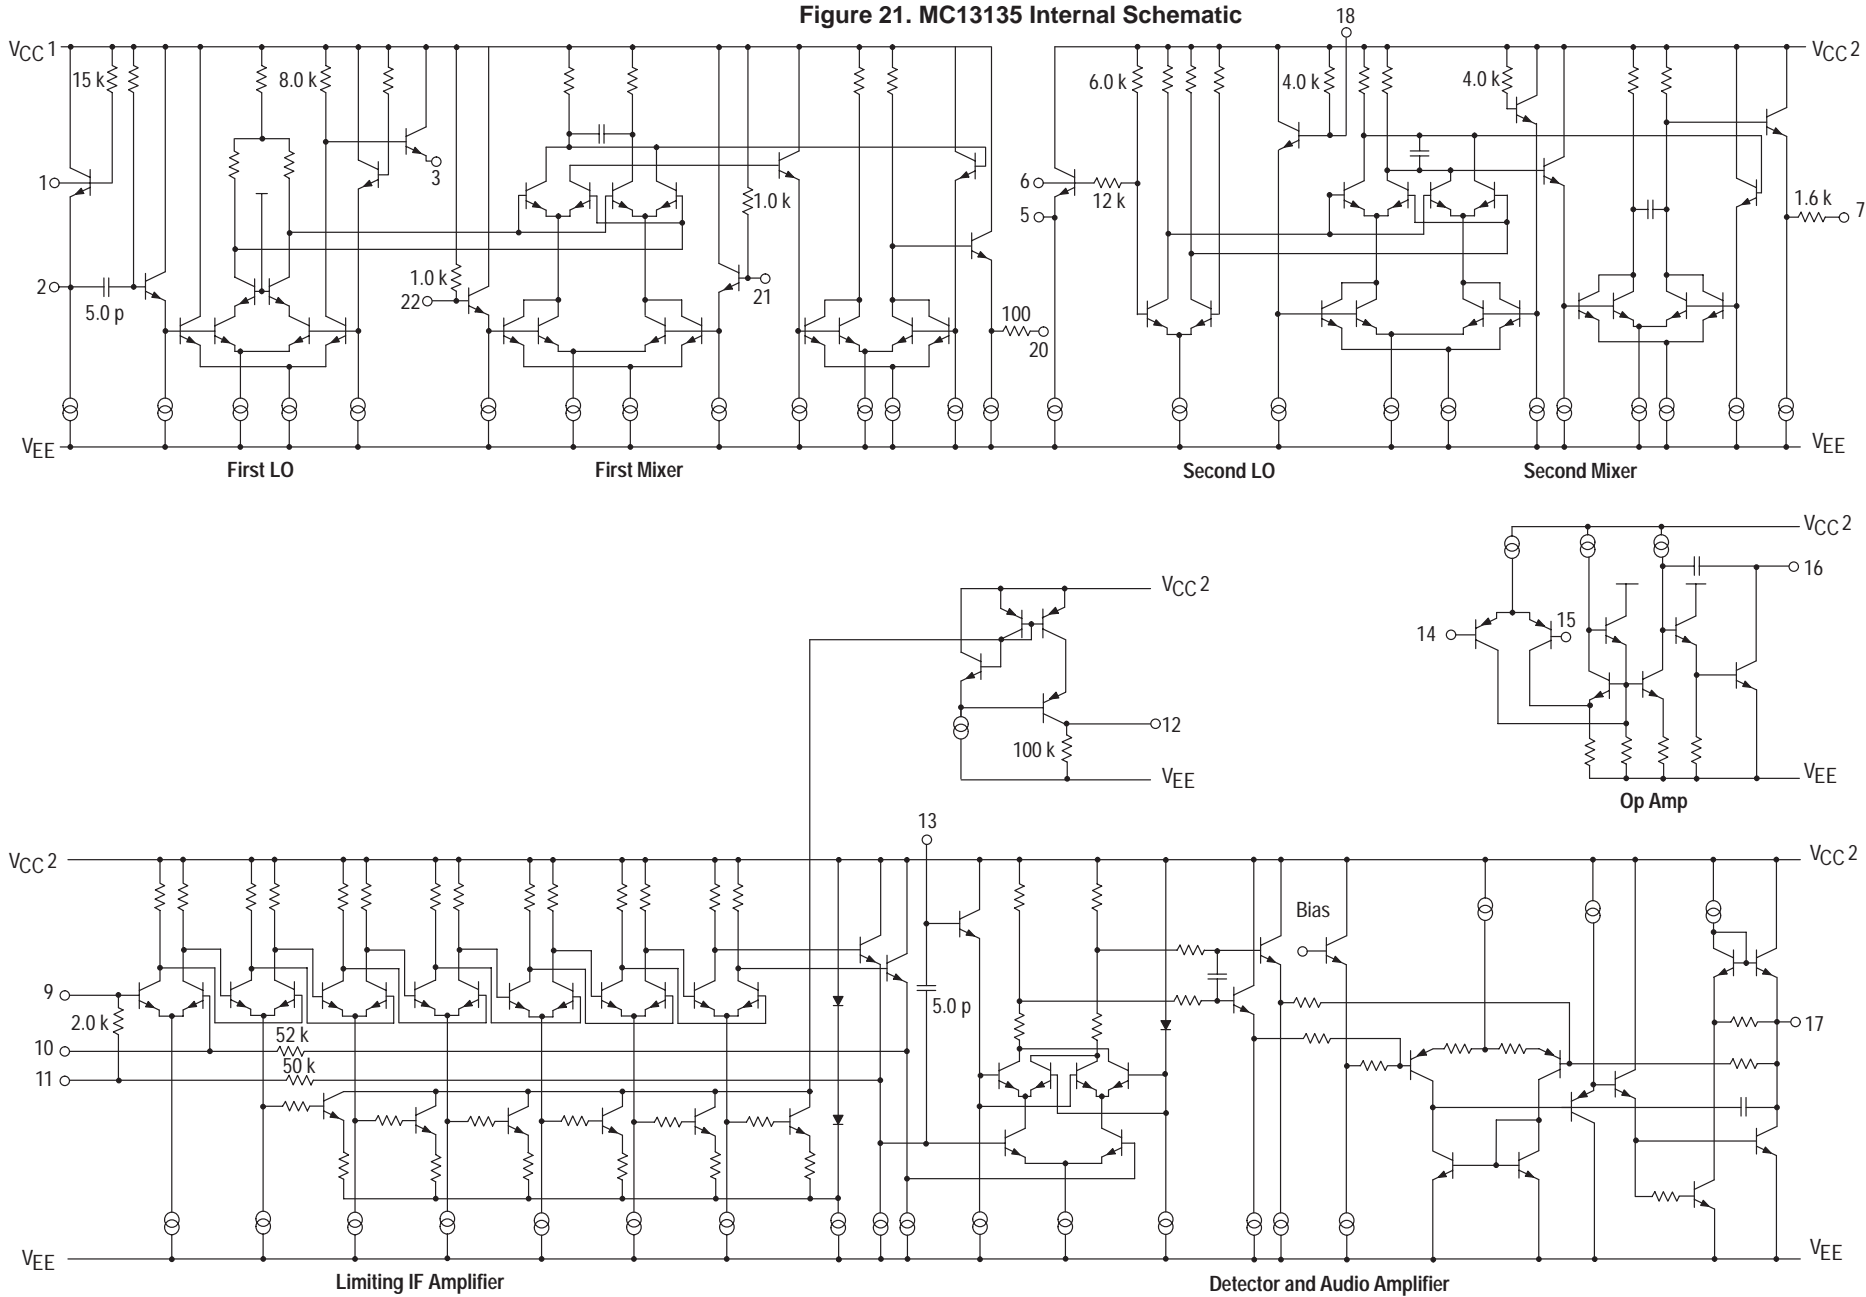 Figure 21. MC13135 Internal Schematic
18
VCC 1
VCC 2
15 k
8.0 k
6.0 k
4.0 k
4.0 k
1
3
6
12 k
5
1.0 k
1.6 k
7
2
5.0 p
1.0 k
22
21
100
20
VEE
VEE
First LO
First Mixer
Second LO
Second Mixer
VCC 2
16
VCC 2
14
15
12
100 k
VEE
VEE
Op Amp
13
VCC 2
VCC 2
Bias
9
2.0 k
5.0 p
10
52 k
17
11
50 k
VEE
VEE
Limiting IF Amplifier
Detector and Audio Amplifier